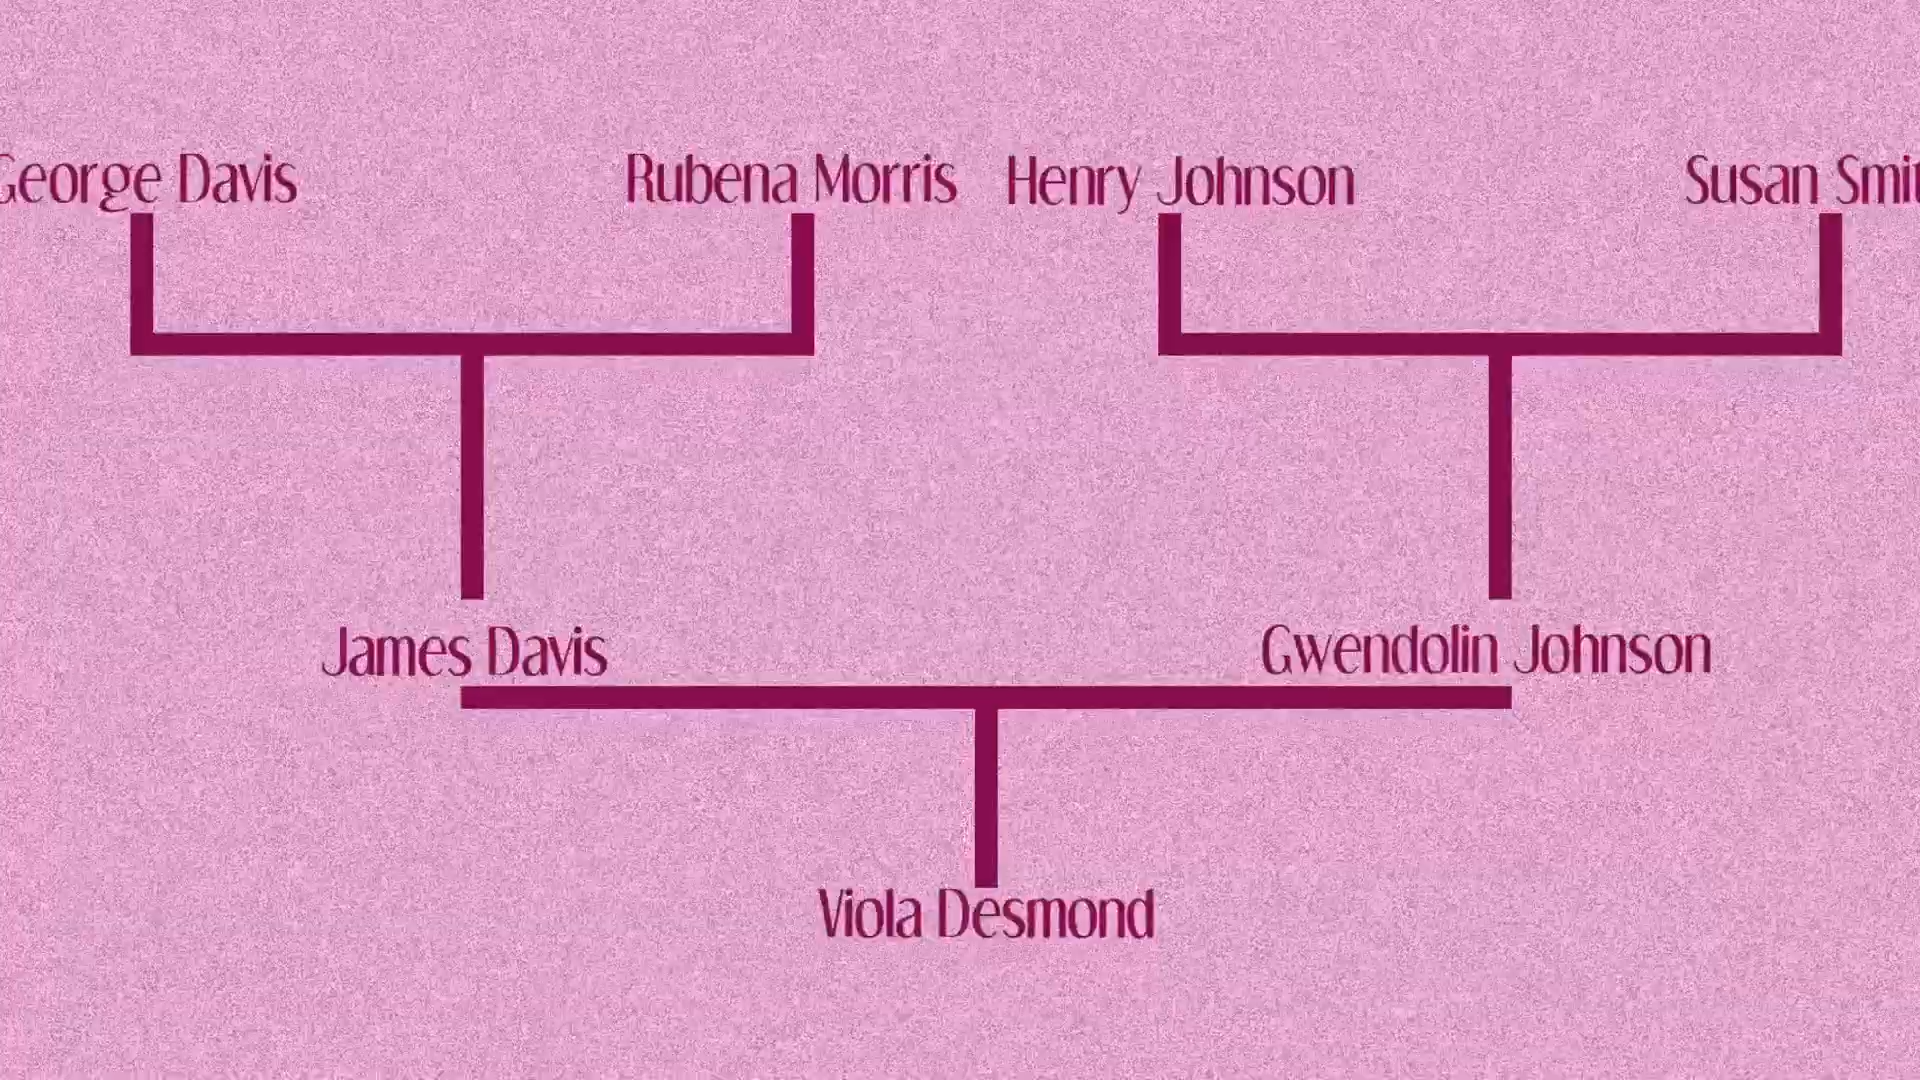 George Davis
Rubena Morris
Henry Johnson
Susan Smit
James Davis
Gwendolin Johnson
Viola Desmond